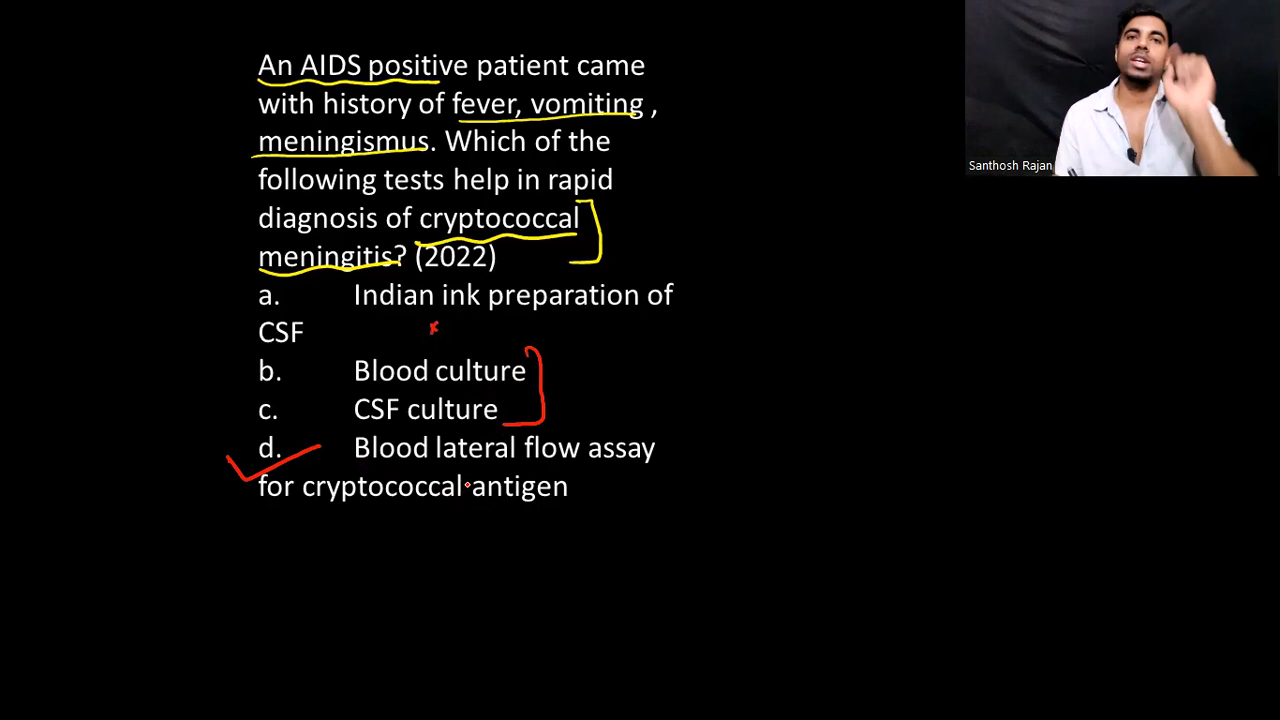 An AIDS positive patient came
with history of fever, vomiting ,
meningismus. Which of the
following tests help in rapid
diagnosis of cryptococcal
meningitis? (2022)
a. Indian ink preparation of
CSF
b. Blood culture
c. CSF culture
d. Blood lateral flow assay
for cryptococcal antigen
Santhosh Rajan